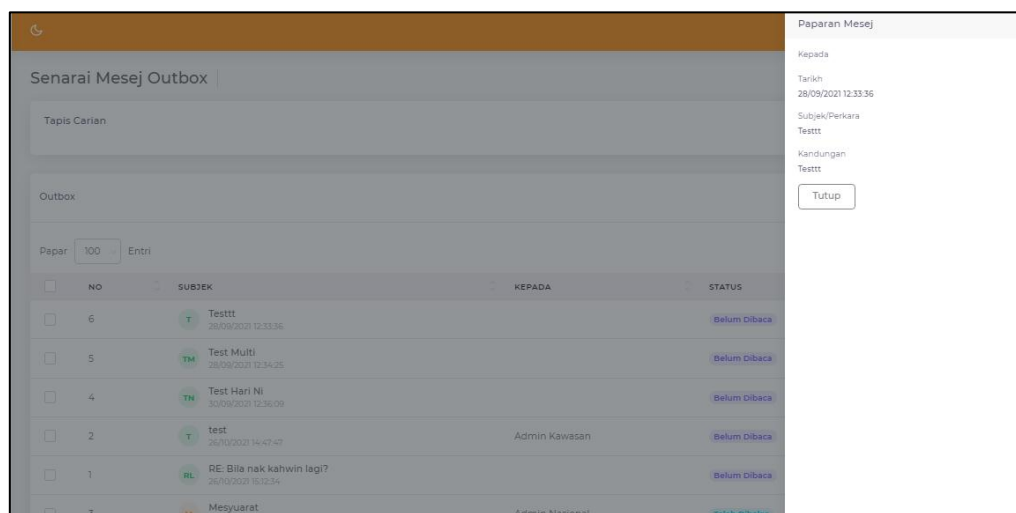 Paparan Mesej
Kepada
Tarikh
28/09/2021 12:33:36
Subjek/Perkara
Testtt
Kandungan
Testtt
Tutup
Senarai Mesej Outbox
Tapis Carian
Outbox
Papar 100 Entri
NO SUBJEK KEPADA STATUS
6 T Testtt Belum Dibaca
28/09/2021 12:33:36
5 TM Test Multi Belum Dibaca
28/09/2021 12:34:25
4 TN Test Hari Ni Belum Dibaca
30/09/2021 12:36:09
2 T test Admin Kawasan Belum Dibaca
26/10/2021 14:47:47
1 RL RE: Bila nak kahwin lagi? Belum Dibaca
26/10/2021 15:12:34
3 Mesyuarat Admin Nasional